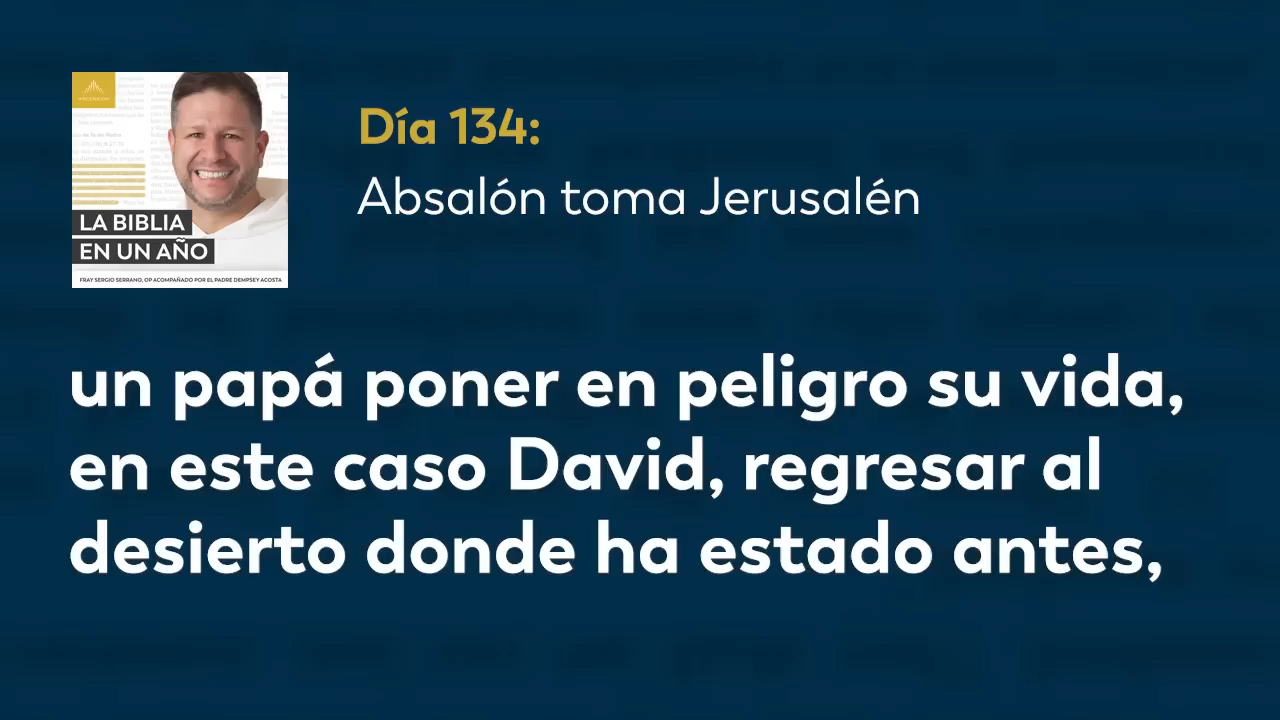 ASCENSION
LA BIBLIA
EN UN AÑO
FRAY SERGIO SERRANO, OP ACOMPAÑADO POR EL PADRE DEMPSEY ACOSTA
Día 134:
Absalón toma Jerusalén
un papá poner en peligro su vida,
en este caso David, regresar al
desierto donde ha estado antes,